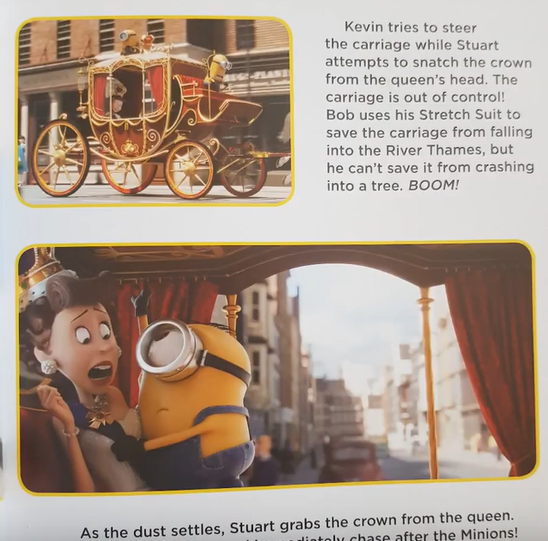 Kevin tries to steer
the carriage while Stuart
attempts to snatch the crown
from the queen's head. The
carriage is out of control!
Bob uses his Stretch Suit to
save the carriage from falling
into the River Thames, but
he can't save it from crashing
into a tree. BOOM!
As the dust settles, Stuart grabs the crown from the queen.
immediately chase after the Minions!